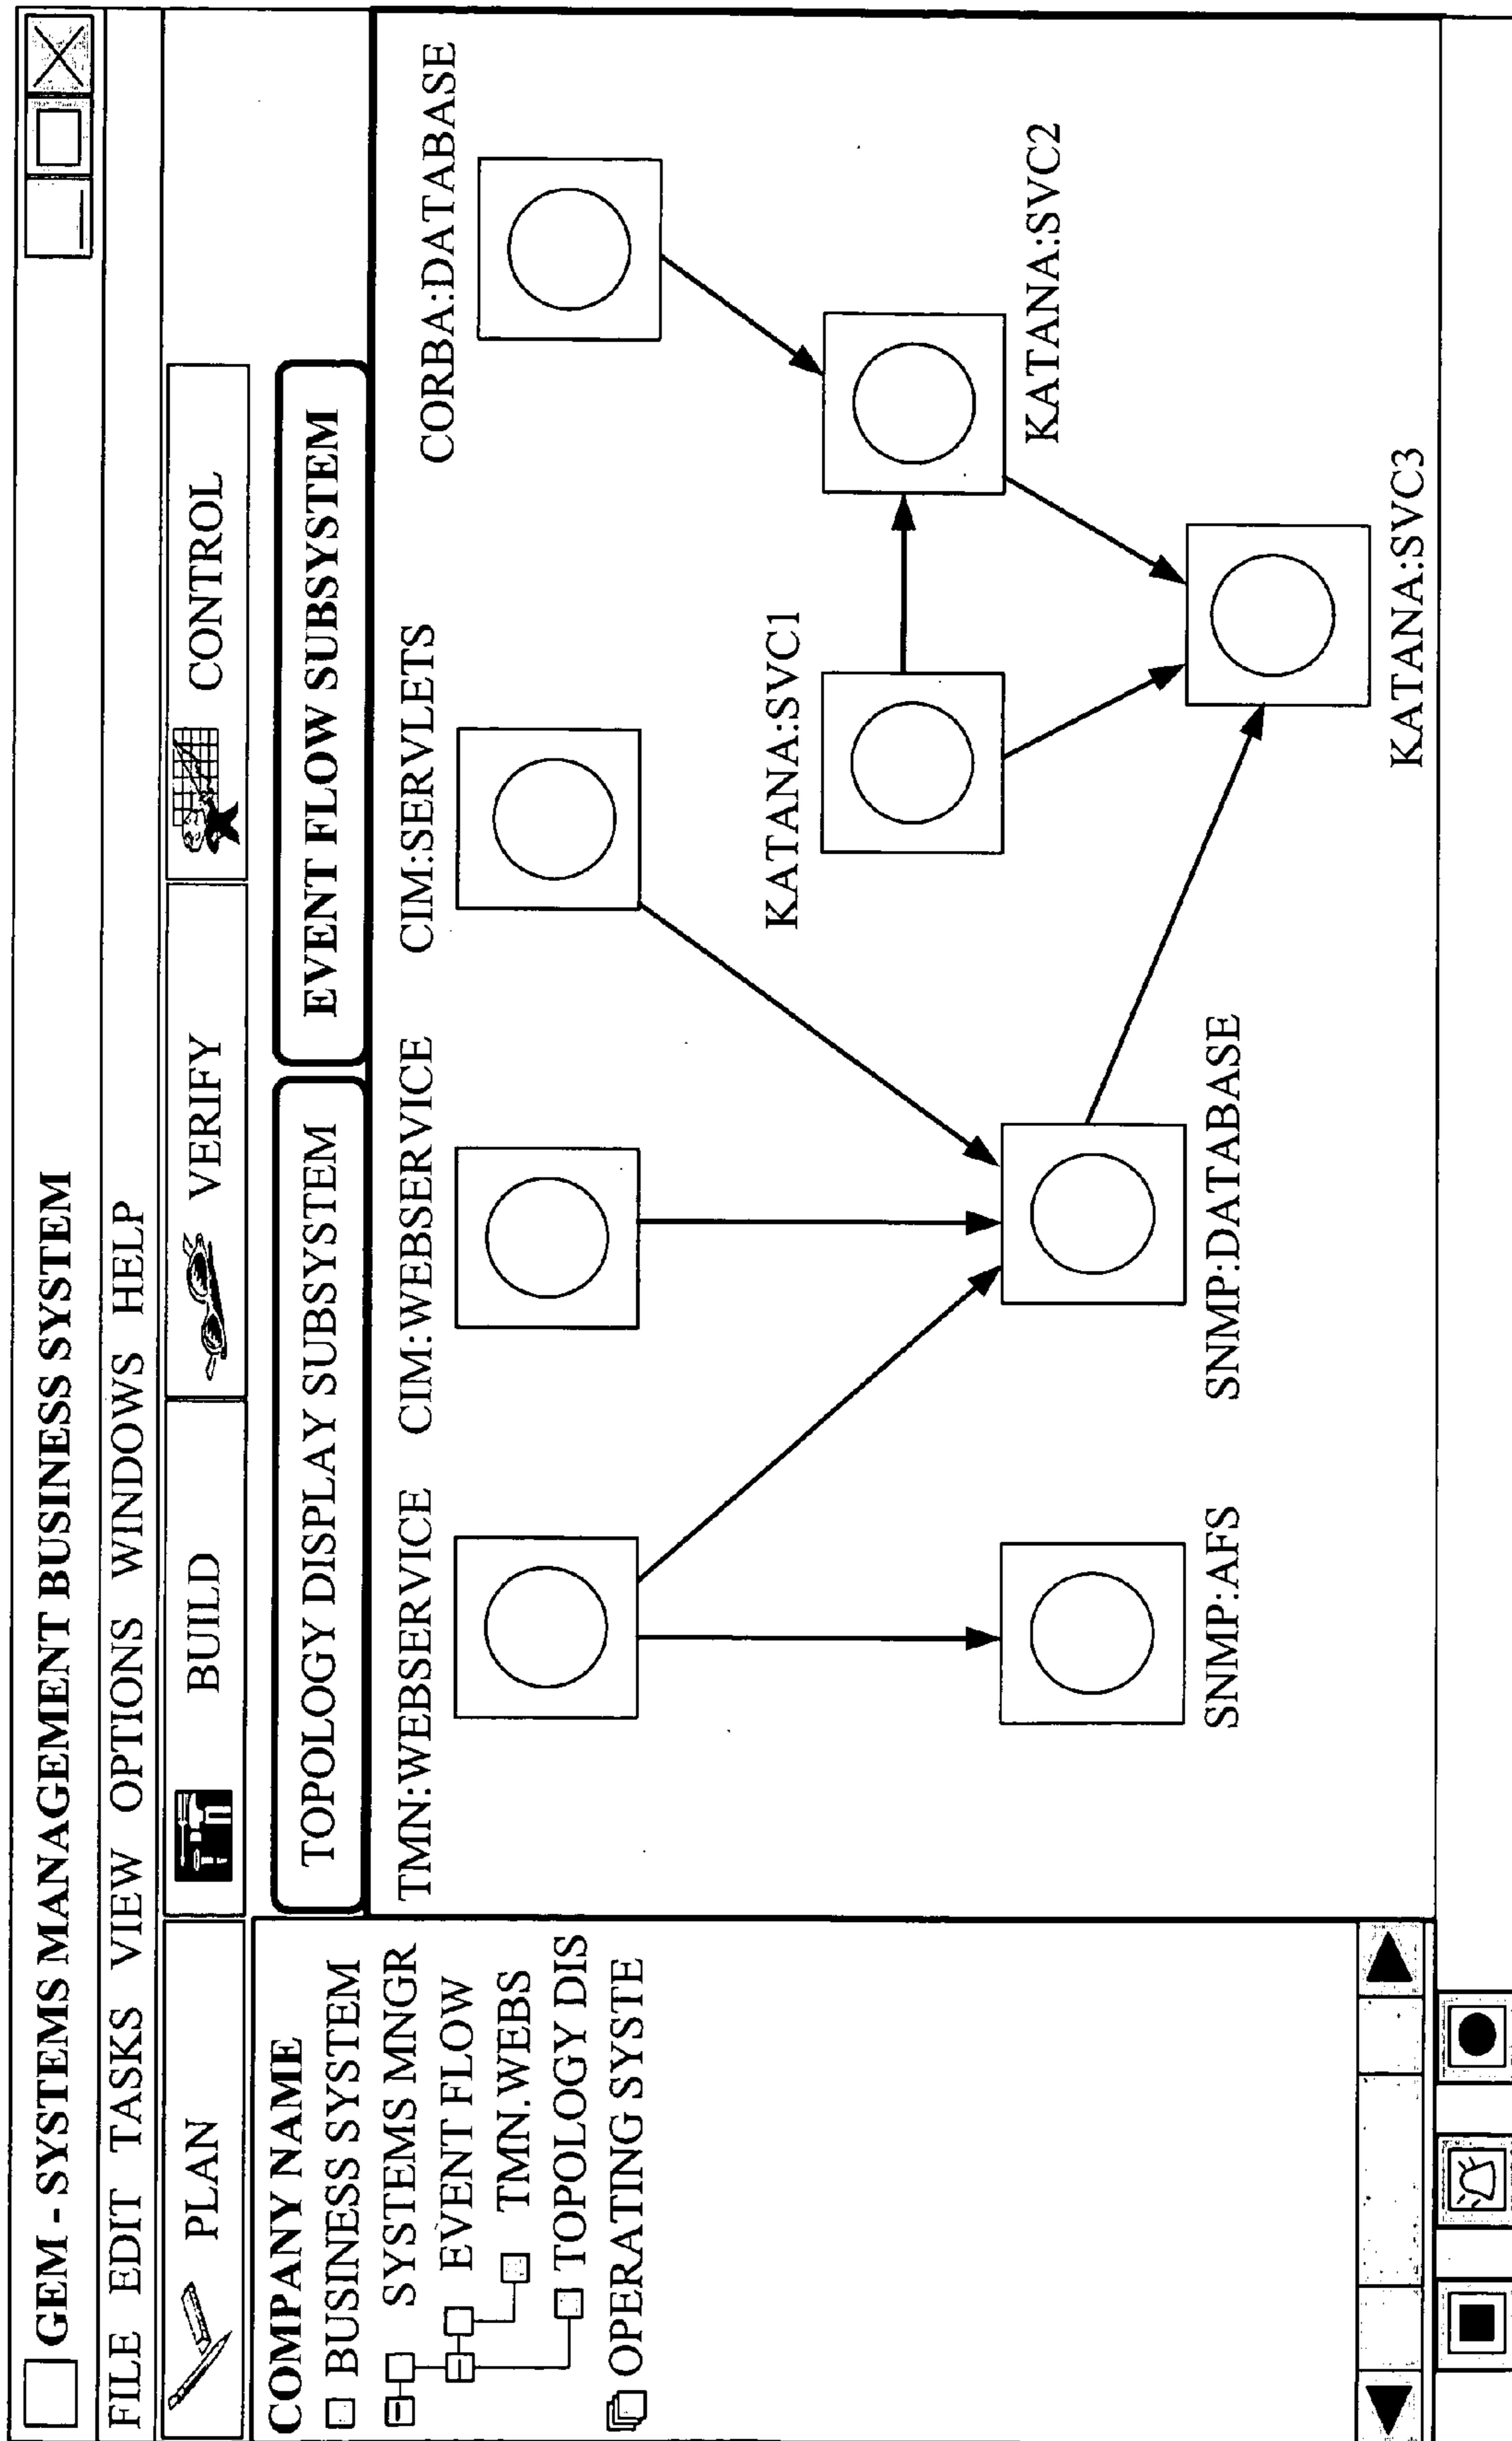 GEM - SYSTEMS MANAGEMENT BUSINESS SYSTEM
FILE EDIT TASKS VIEW OPTIONS WINDOWS HELP
PLAN
BUILD
VERIFY
CONTROL
COMPANY NAME
BUSINESS SYSTEM
SYSTEMS MNGR
EVENT FLOW
TMN.WEBS
TOPOLOGY DIS
OPERATING SYSTE
TOPOLOGY DISPLAY SUBSYSTEM
EVENT FLOW SUBSYSTEM
TMN:WEBSERVICE
CIM:WEBSERVICE
CIM:SERVLETS
CORBA:DATABASE
KATANA:SVC1
KATANA:SVC2
SNMP:AFS
SNMP:DATABASE
KATANA:SVC3